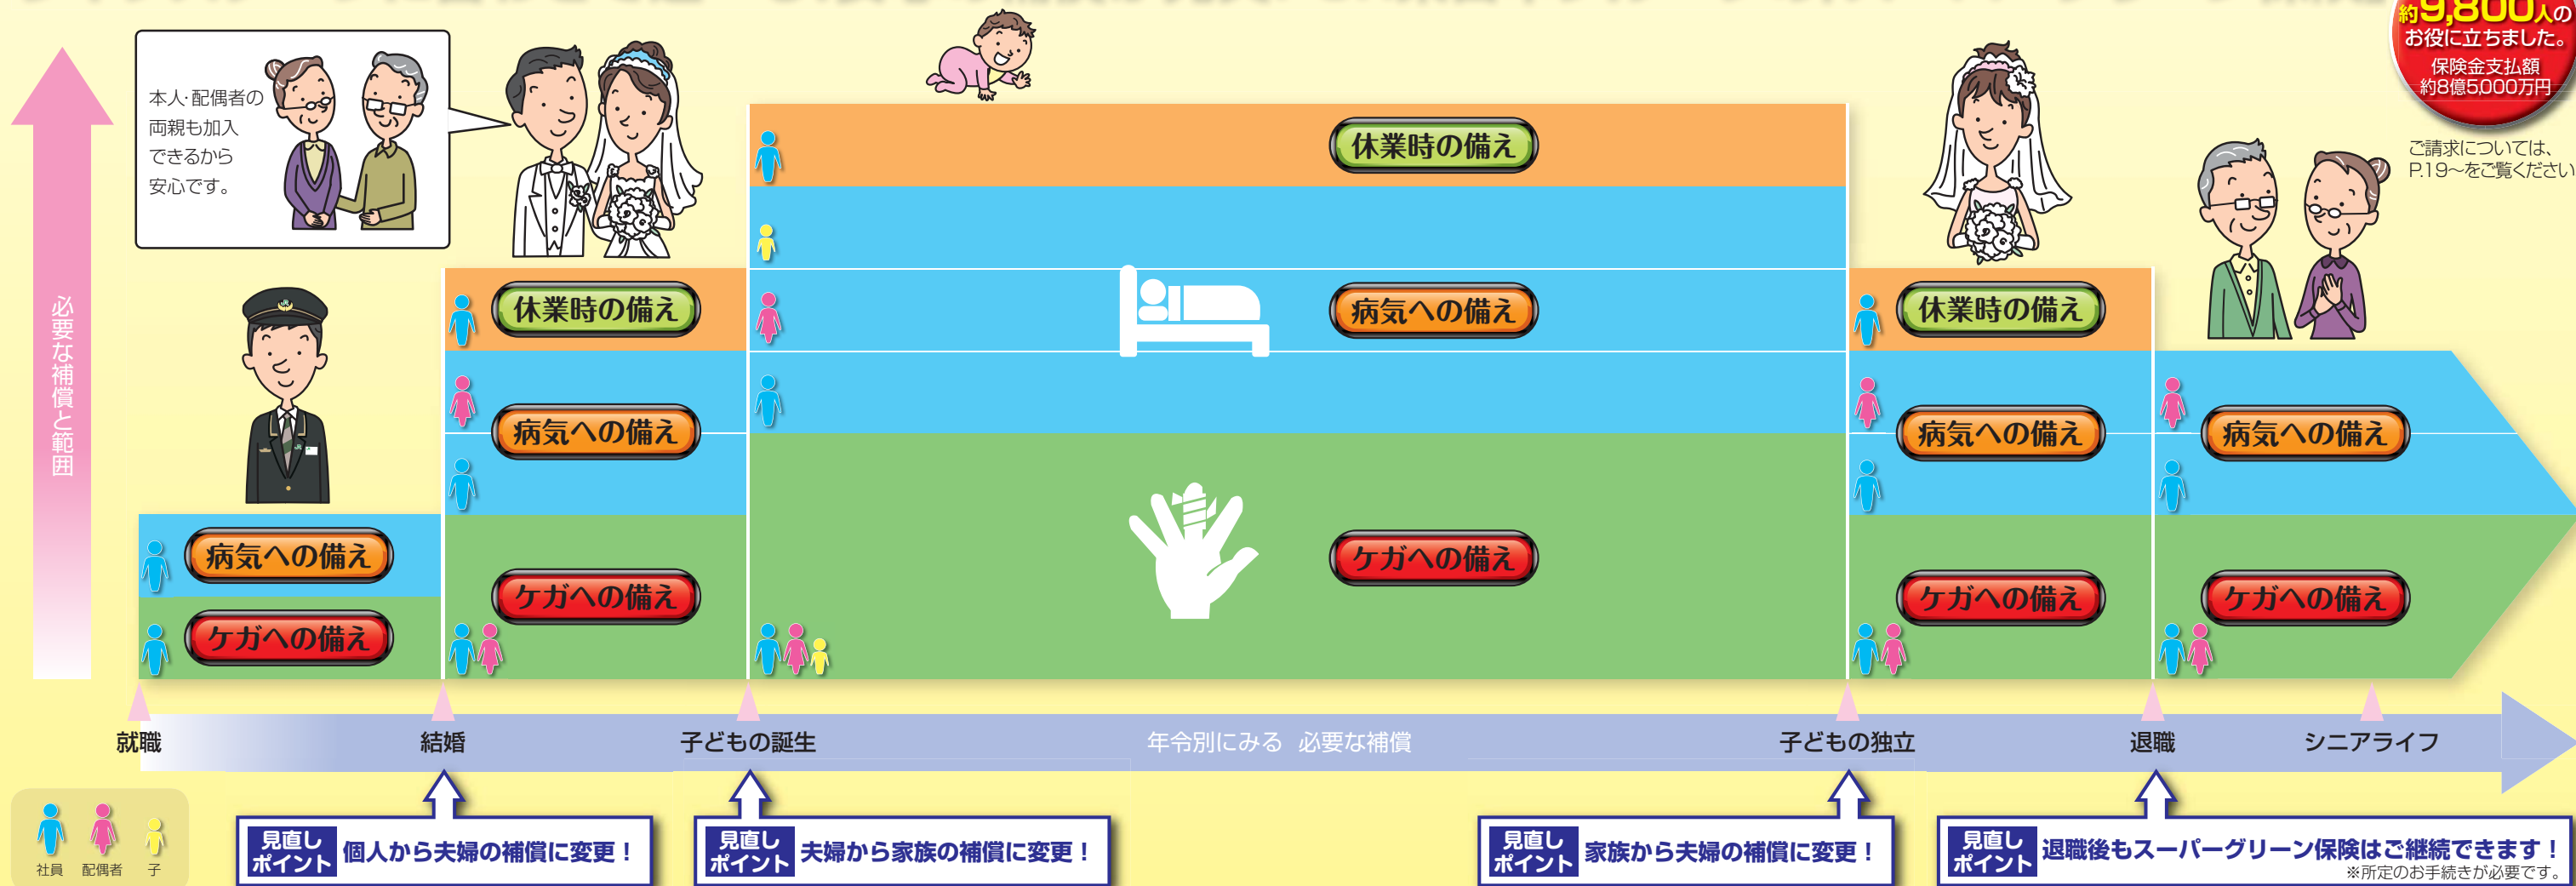 約9,800人の
お役に立ちました。
保険金支払額
約8億5,000万円
ご請求については、
P.19〜をご覧ください
本人・配偶者の
両親も加入
できるから
安心です。
必要な補償と範囲
休業時の備え
病気への備え
ケガへの備え
休業時の備え
病気への備え
ケガへの備え
病気への備え
ケガへの備え
休業時の備え
病気への備え
ケガへの備え
病気への備え
ケガへの備え
就職
結婚
子どもの誕生
年令別にみる 必要な補償
子どもの独立
退職
シニアライフ
社員 配偶者 子
見直し
ポイント
個人から夫婦の補償に変更！
見直し
ポイント
夫婦から家族の補償に変更！
見直し
ポイント
家族から夫婦の補償に変更！
見直し
ポイント
退職後もスーパーグリーン保険はご継続できます！
※所定のお手続きが必要です。